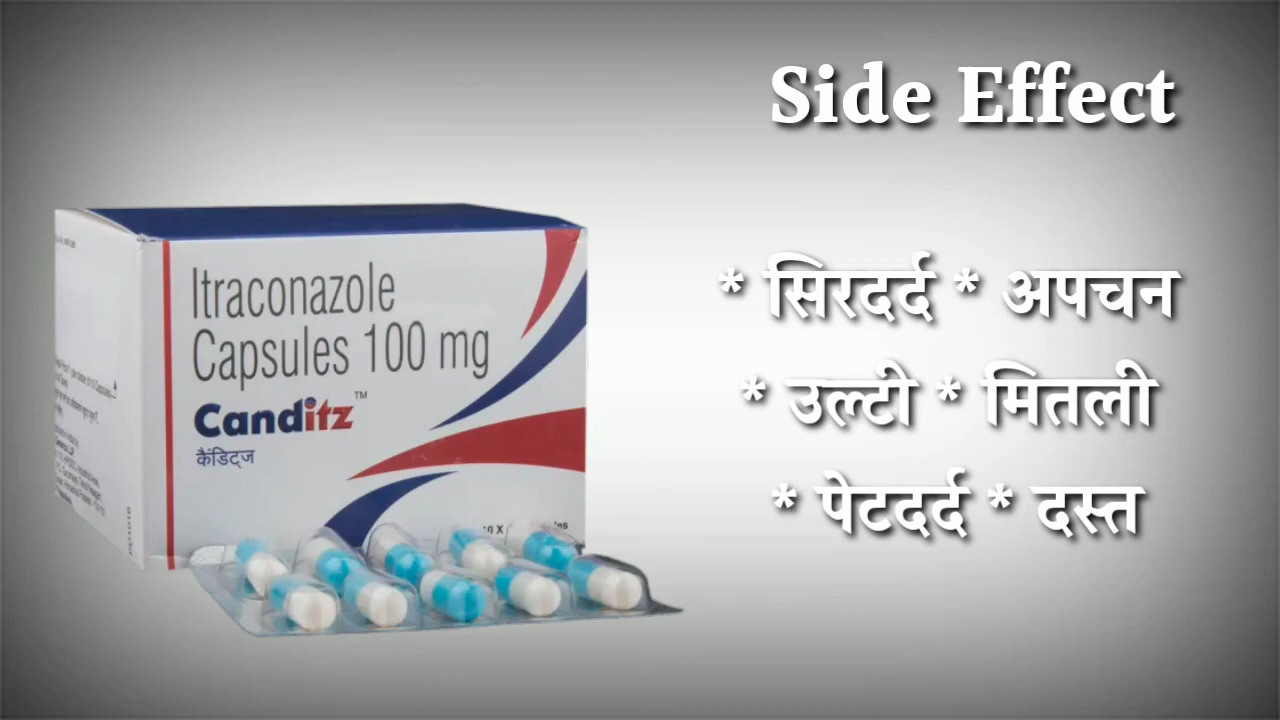 Side Effect
Itraconazole
Capsules 100 mg
Canditz™
कैंडिट्ज
* सिरदर्द * अपचन
* उल्टी * मितली
* पेटदर्द * दस्त